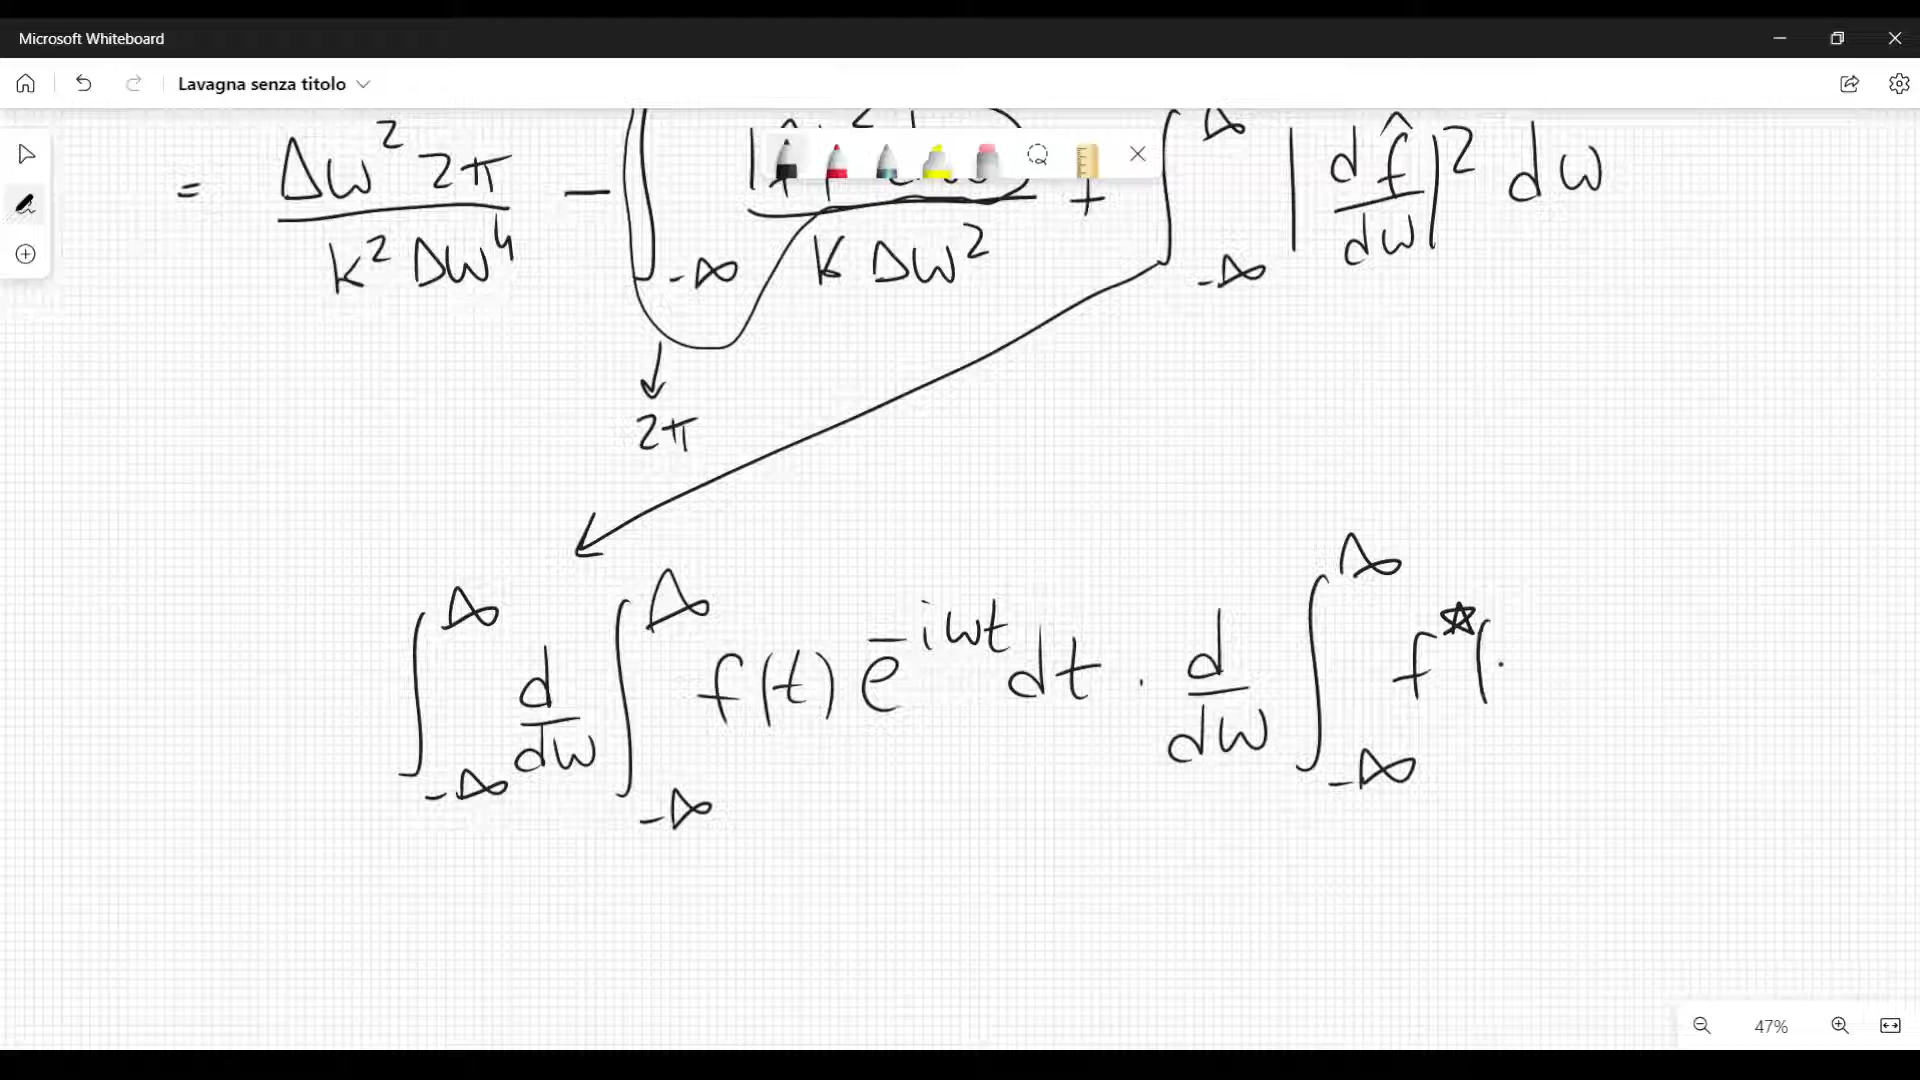 Microsoft Whiteboard
Lavagna senza titolo
= Δω² 2π / k² Δω⁴ − ∫_{-∞} / k Δω² + ∫_{-∞}^{∞} | d f̂ / dω |² dω
2π
∫_{-∞}^{∞} d/dω ∫_{-∞}^{∞} f(t) e^{-iωt} dt · d/dω ∫_{-∞}^{∞} f*(
47%